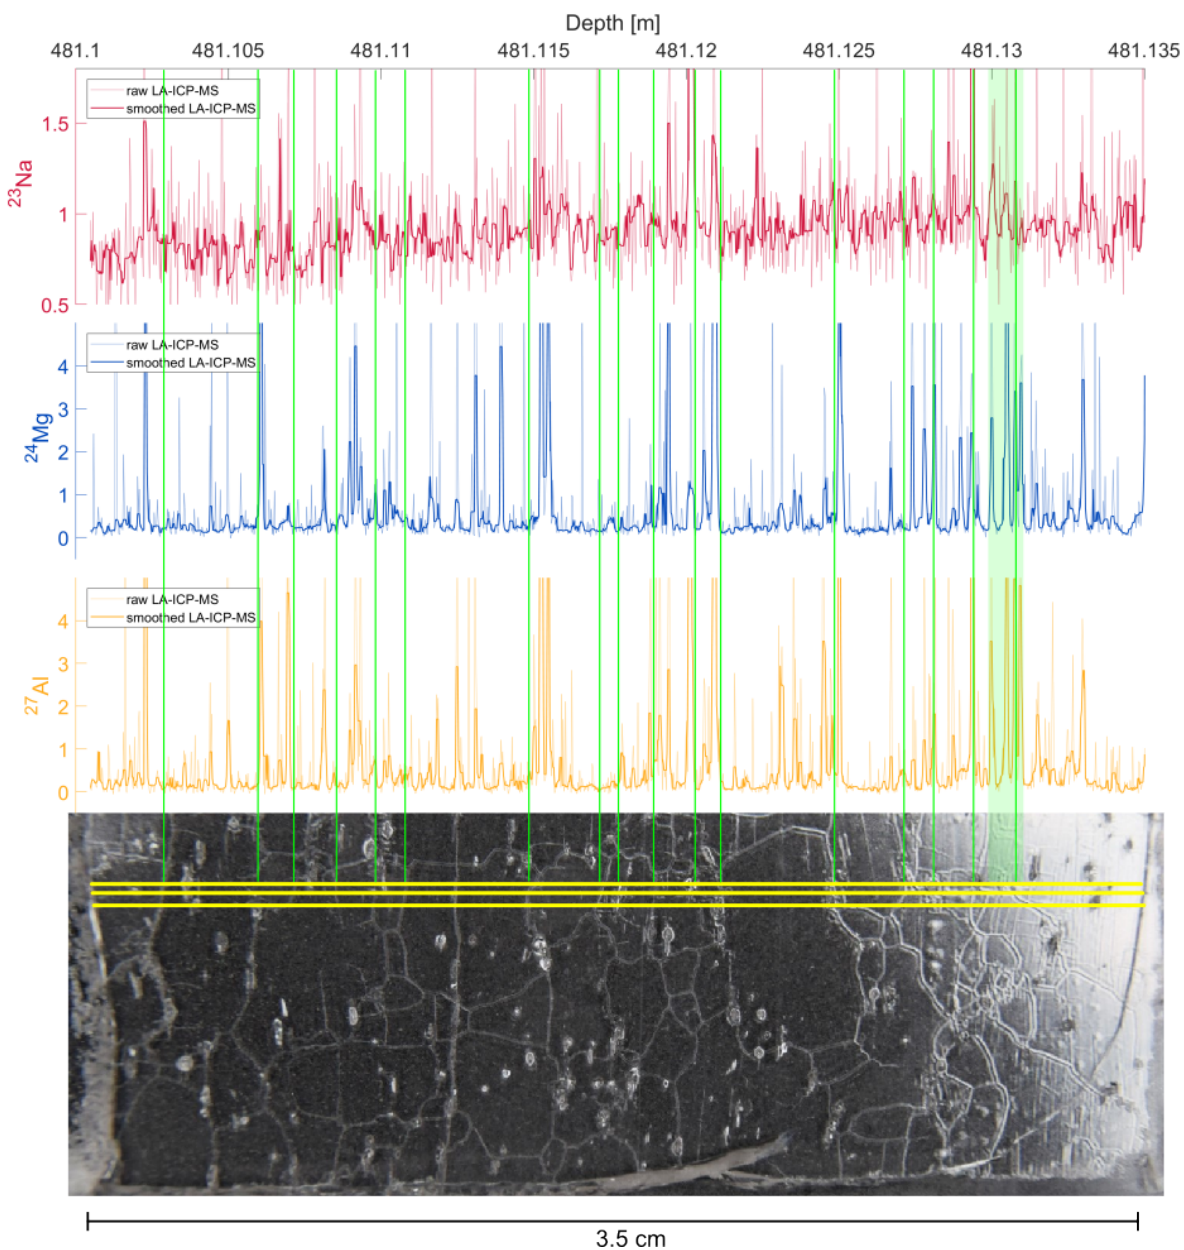 Depth [m]
481.1 481.105 481.11 481.115 481.12 481.125 481.13 481.135
raw LA-ICP-MS
smoothed LA-ICP-MS
1.5
1
0.5
²³Na
raw LA-ICP-MS
smoothed LA-ICP-MS
4
3
2
1
0
²⁴Mg
raw LA-ICP-MS
smoothed LA-ICP-MS
4
3
2
1
0
²⁷Al
3.5 cm